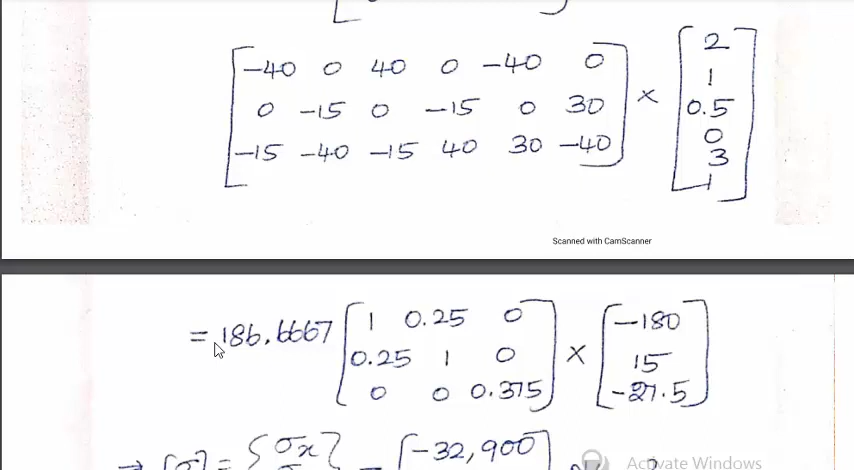 [-40 0 40 0 -40 0] [2]
[0 -15 0 -15 0 30] × [1]
[-15 -40 -15 40 30 -40] [0.5]
[0]
[3]
[1]
Scanned with CamScanner
= 186.6667 [1 0.25 0] [-180]
[0.25 1 0] × [15]
[0 0 0.375] [-27.5]
→ [σ] = {σx} = [-32,900]
Activate Windows